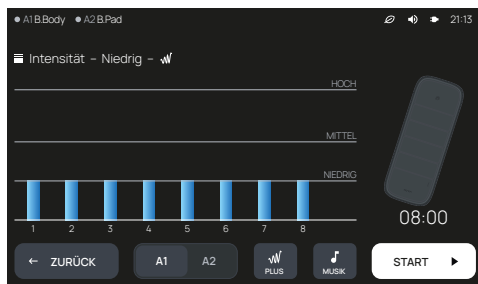 A1 B.Body A2 B.Pad 21:13
Intensität – Niedrig –
HOCH
MITTEL
NIEDRIG
1 2 3 4 5 6 7 8
08:00
← ZURÜCK A1 A2 PLUS MUSIK START